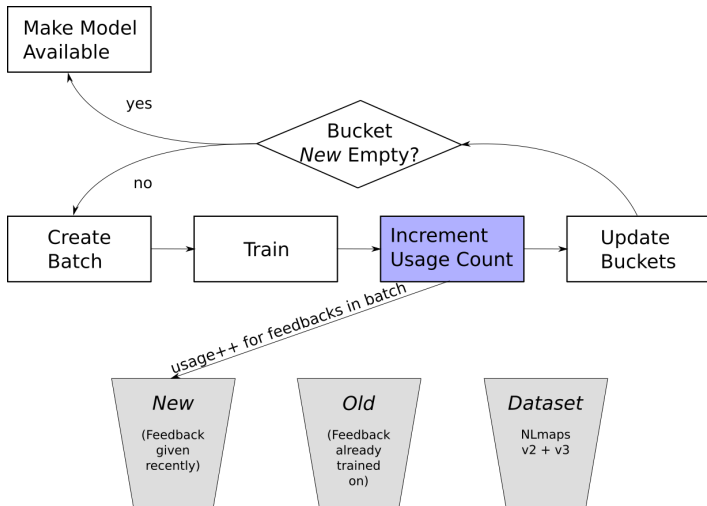 Make Model
Available
yes
Bucket
New Empty?
no
Create
Batch
Train
Increment
Usage Count
Update
Buckets
usage++ for feedbacks in batch
New
(Feedback
given
recently)
Old
(Feedback
already
trained
on)
Dataset
NLmaps
v2 + v3